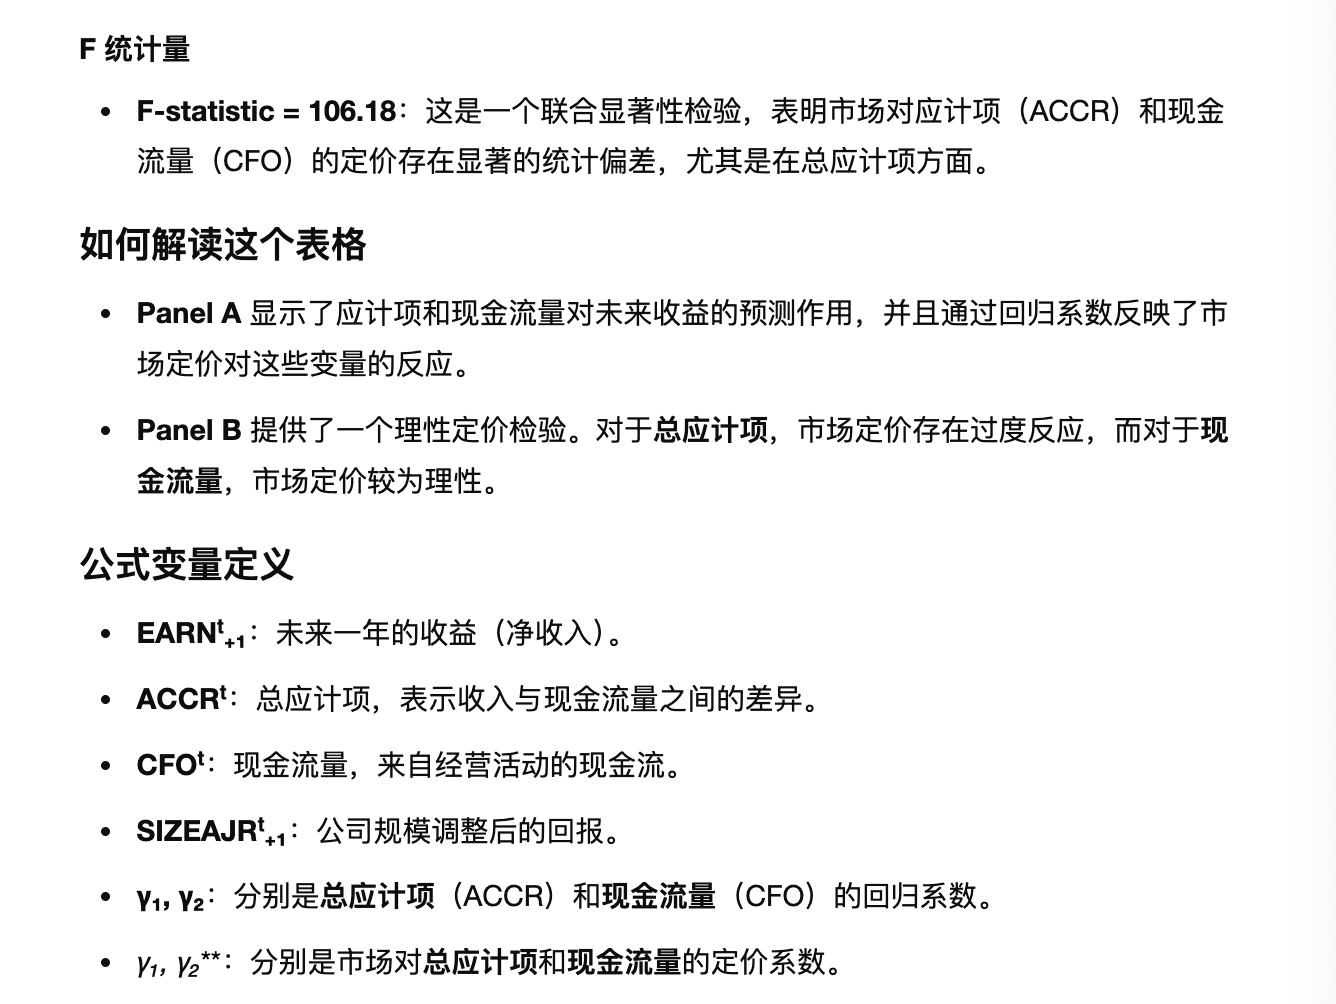 F 统计量
• F-statistic = 106.18：这是一个联合显著性检验，表明市场对应计项（ACCR）和现金
流量（CFO）的定价存在显著的统计偏差，尤其是在总应计项方面。
如何解读这个表格
• Panel A 显示了应计项和现金流量对未来收益的预测作用，并且通过回归系数反映了市
场定价对这些变量的反应。
• Panel B 提供了一个理性定价检验。对于总应计项，市场定价存在过度反应，而对于现
金流量，市场定价较为理性。
公式变量定义
• EARNᵗ₊₁：未来一年的收益（净收入）。
• ACCRᵗ：总应计项，表示收入与现金流量之间的差异。
• CFOᵗ：现金流量，来自经营活动的现金流。
• SIZEAJRᵗ₊₁：公司规模调整后的回报。
• γ₁, γ₂：分别是总应计项（ACCR）和现金流量（CFO）的回归系数。
• γ₁, γ₂**：分别是市场对总应计项和现金流量的定价系数。